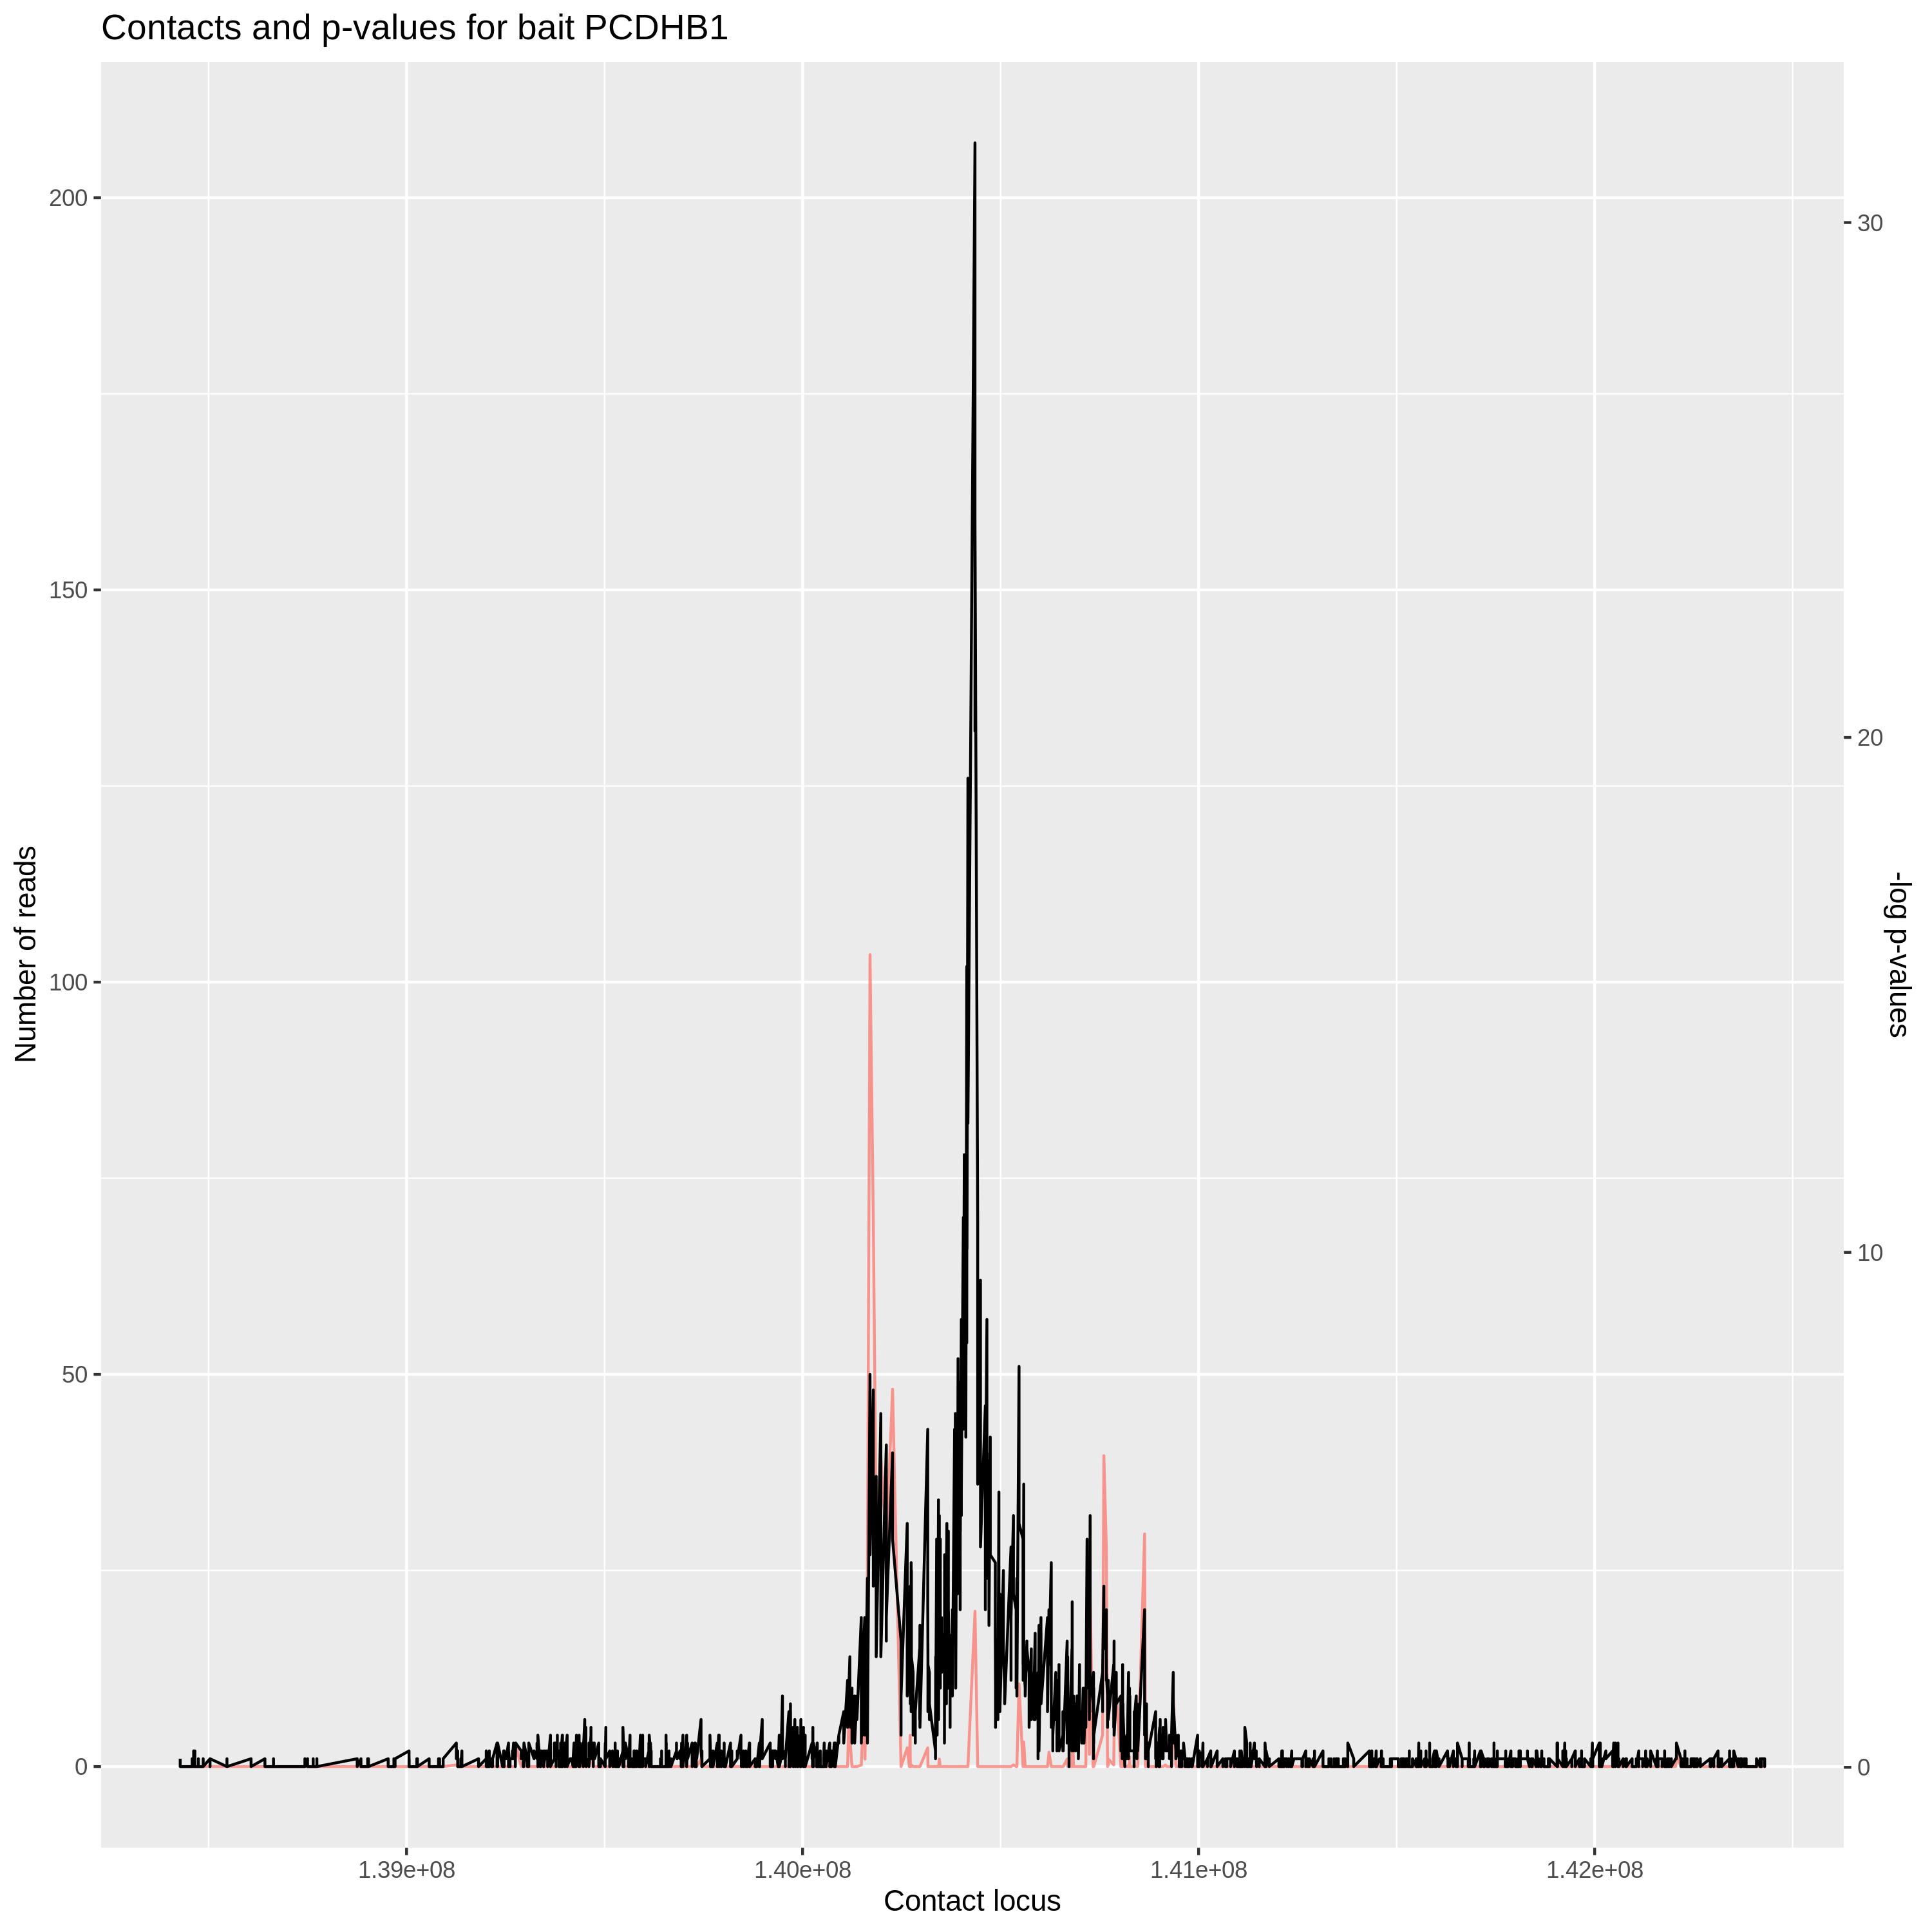 Contacts and p-values for bait PCDHB1
Number of reads
200
150
100
50
0
30
20
10
0
-log p-values
1.39e+08
1.40e+08
1.41e+08
1.42e+08
Contact locus